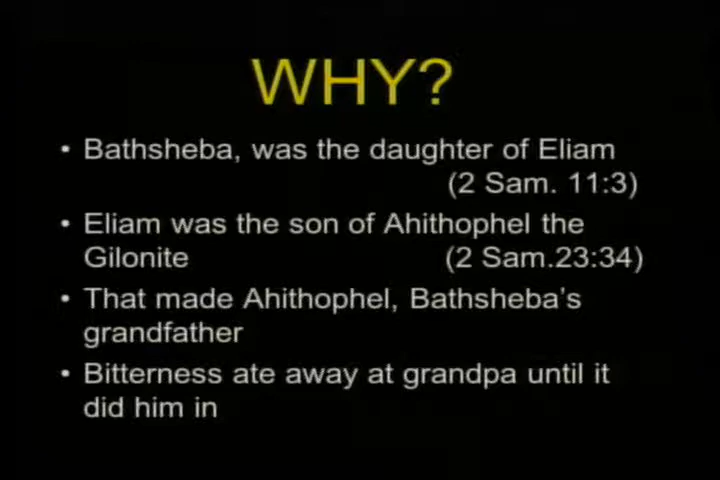 WHY?
• Bathsheba, was the daughter of Eliam
(2 Sam. 11:3)
• Eliam was the son of Ahithophel the
Gilonite (2 Sam.23:34)
• That made Ahithophel, Bathsheba's
grandfather
• Bitterness ate away at grandpa until it
did him in